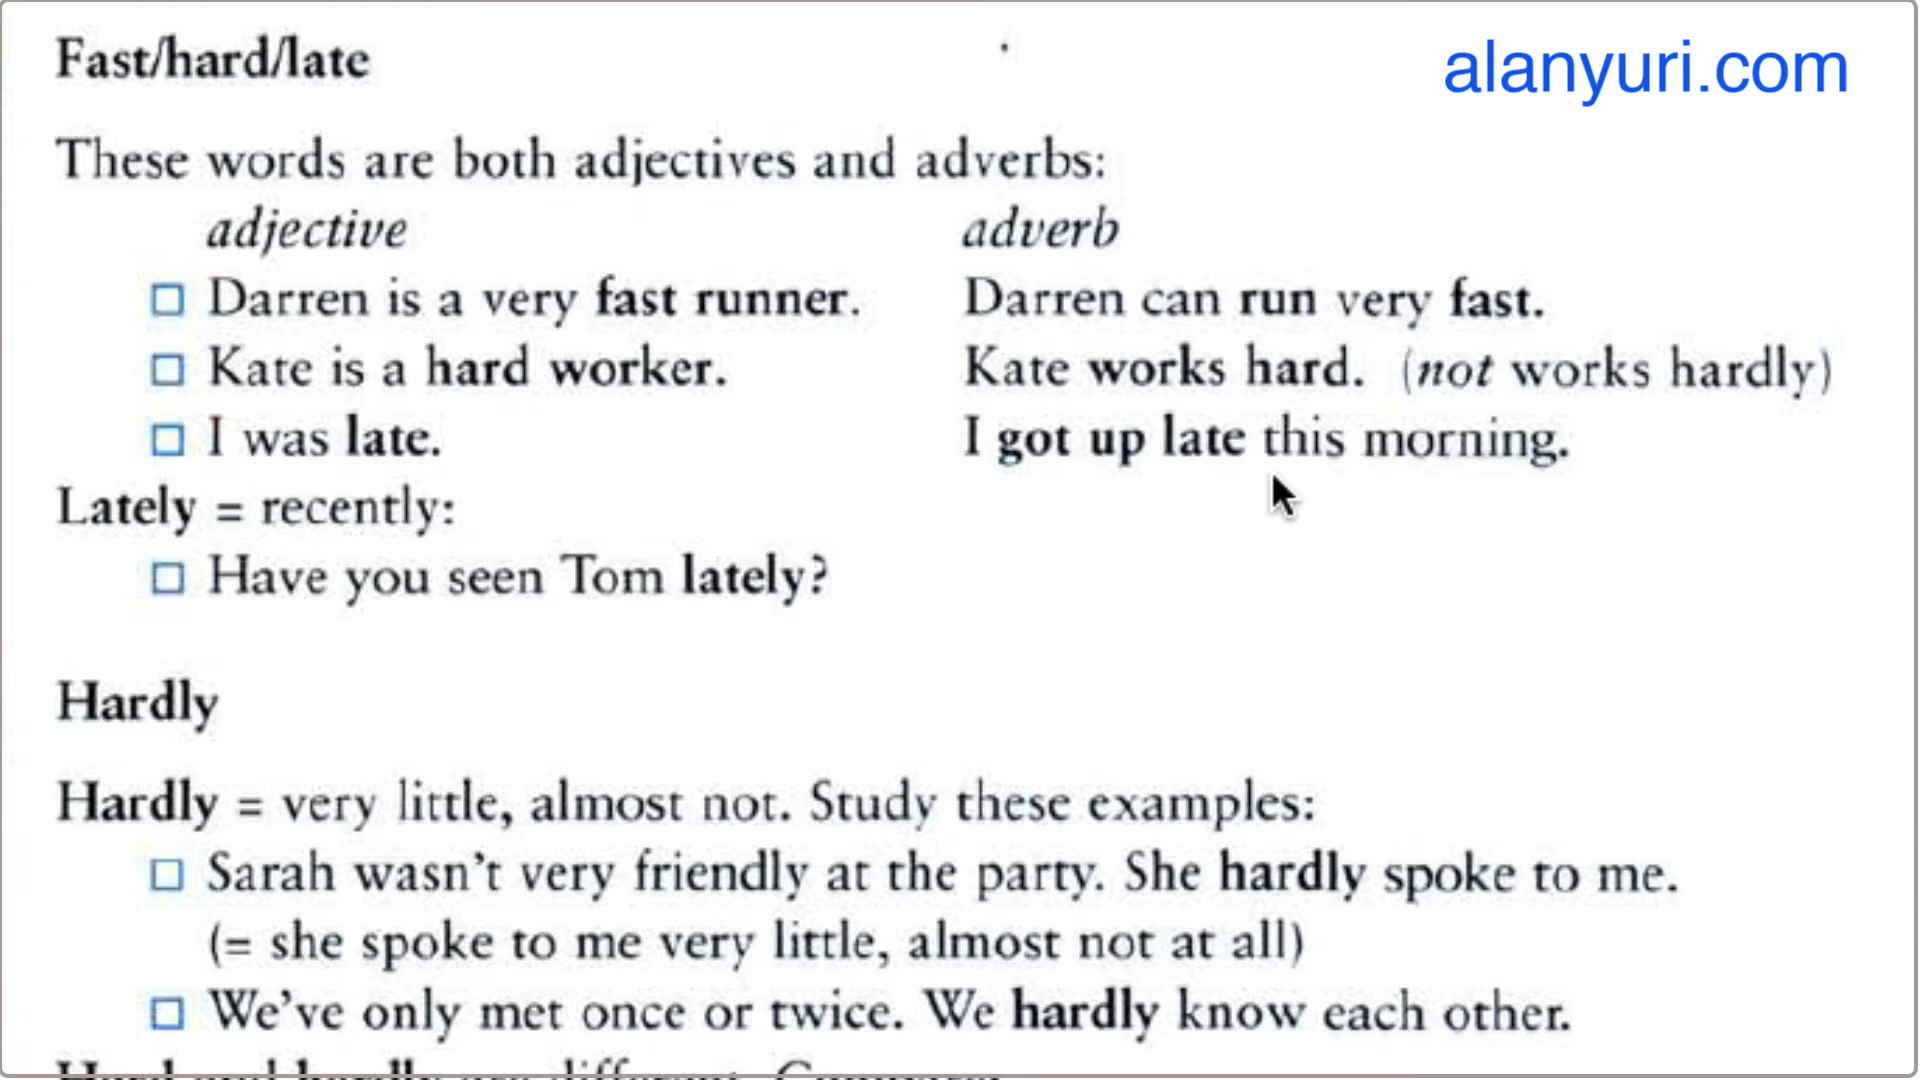 Fast/hard/late
alanyuri.com
These words are both adjectives and adverbs:
adjective adverb
Darren is a very fast runner. Darren can run very fast.
Kate is a hard worker. Kate works hard. (not works hardly)
I was late. I got up late this morning.
Lately = recently:
Have you seen Tom lately?
Hardly
Hardly = very little, almost not. Study these examples:
Sarah wasn't very friendly at the party. She hardly spoke to me.
(= she spoke to me very little, almost not at all)
We've only met once or twice. We hardly know each other.